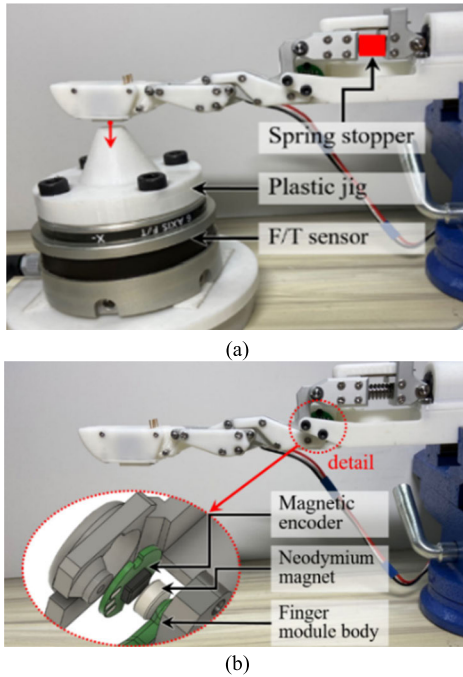 Spring stopper
Plastic jig
F/T sensor
6 AXIS F/T
X-
(a)
detail
Magnetic
encoder
Neodymium
magnet
Finger
module body
(b)